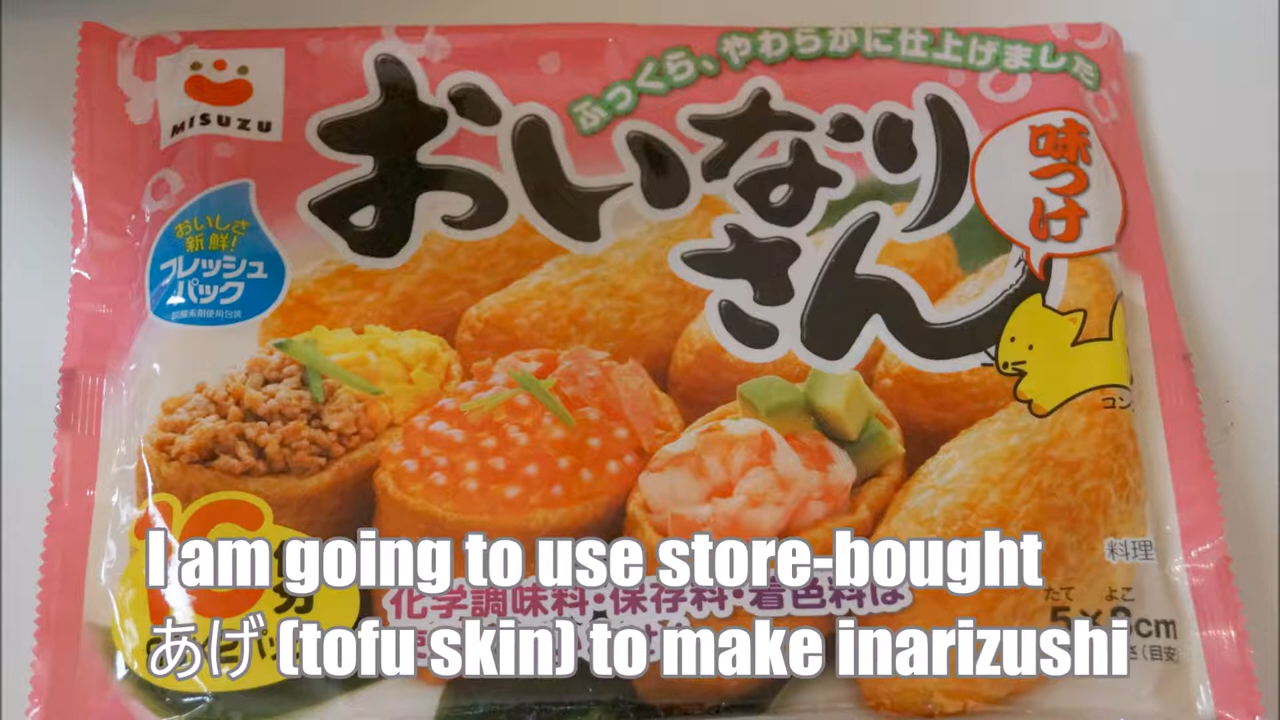 MISUZU
ふっくら、やわらかに仕上げました
おいなり
さん
味つけ
おいしさ
新鮮!
フレッシュ
パック
料理
たて よこ
I am going to use store-bought
化学調味料・保存料・着色料は
あげ (tofu skin) to make inarizushi